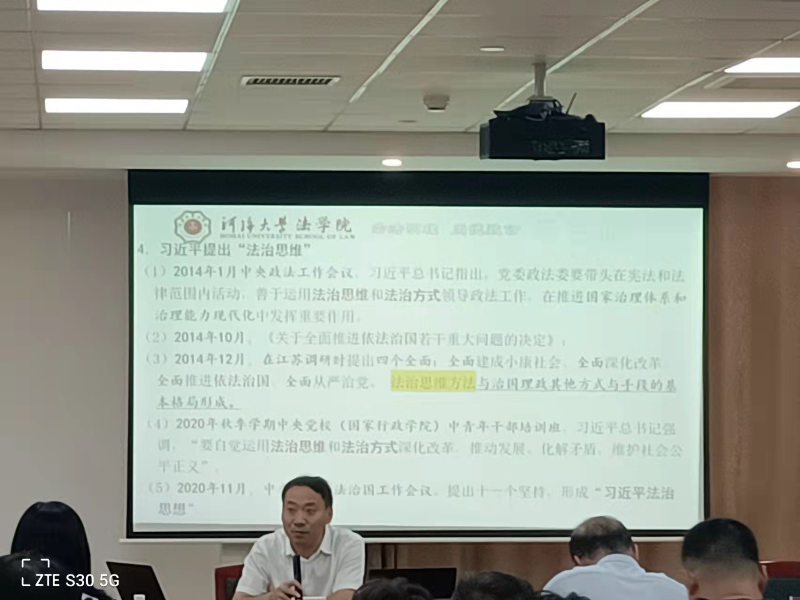 河海大学法学院
HOHAI UNIVERSITY SCHOOL OF LAW
4．习近平提出“法治思维”
（1）2014年1月中央政法工作会议，习近平总书记指出，党委政法委要带头在宪法和法
律范围内活动，善于运用法治思维和法治方式领导政法工作，在推进国家治理体系和
治理能力现代化中发挥重要作用。
（2）2014年10月，《关于全面推进依法治国若干重大问题的决定》；
（3）2014年12月，在江苏调研时提出四个全面：全面建成小康社会、全面深化改革、
全面推进依法治国、全面从严治党。法治思维方法与治国理政其他方式与手段的基
本格局形成。
（4）2020年秋季学期中央党校（国家行政学院）中青年干部培训班，习近平总书记强
调，“要自觉运用法治思维和法治方式深化改革、推动发展、化解矛盾、维护社会公
平正义”。
（5）2020年11月，中 法治国工作会议，提出十一个坚持，形成“习近平法治
思想”
ZTE S30 5G